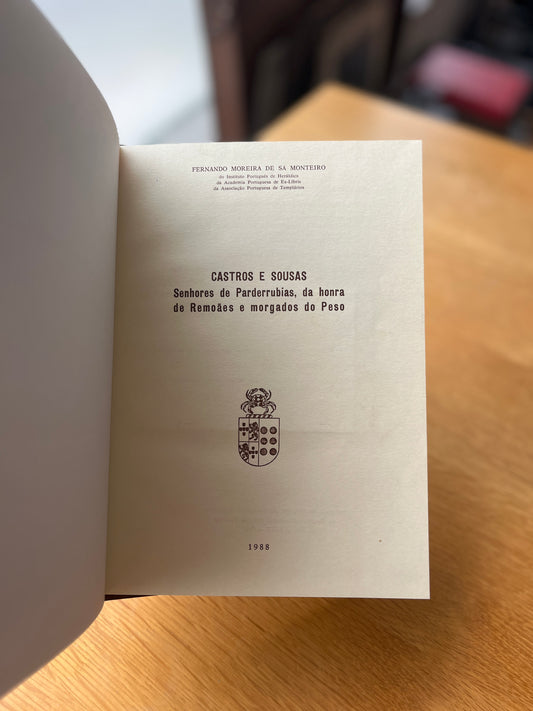 FERNANDO MOREIRA DE SA MONTEIRO
do Instituto Português de Heráldica
da Academia Portuguesa de Ex-Libris
da Associação Portuguesa de Templários
CASTROS E SOUSAS
Senhores de Parderrubias, da honra
de Remoães e morgados do Peso
1988